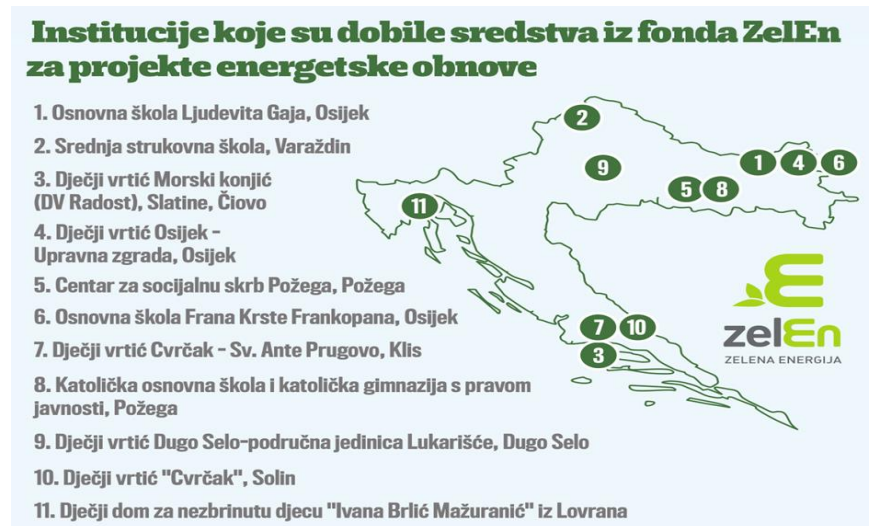 Institucije koje su dobile sredstva iz fonda ZelEn
za projekte energetske obnove
1. Osnovna škola Ljudevita Gaja, Osijek
2. Srednja strukovna škola, Varaždin
3. Dječji vrtić Morski konjić
(DV Radost), Slatine, Čiovo
4. Dječji vrtić Osijek -
Upravna zgrada, Osijek
5. Centar za socijalnu skrb Požega, Požega
6. Osnovna škola Frana Krste Frankopana, Osijek
7. Dječji vrtić Cvrčak - Sv. Ante Prugovo, Klis
8. Katolička osnovna škola i katolička gimnazija s pravom
javnosti, Požega
9. Dječji vrtić Dugo Selo-područna jedinica Lukarišće, Dugo Selo
10. Dječji vrtić "Cvrčak", Solin
11. Dječji dom za nezbrinutu djecu "Ivana Brlić Mažuranić" iz Lovrana
2
9
1 4 6
5 8
11
7 10
3
zelEn
ZELENA ENERGIJA